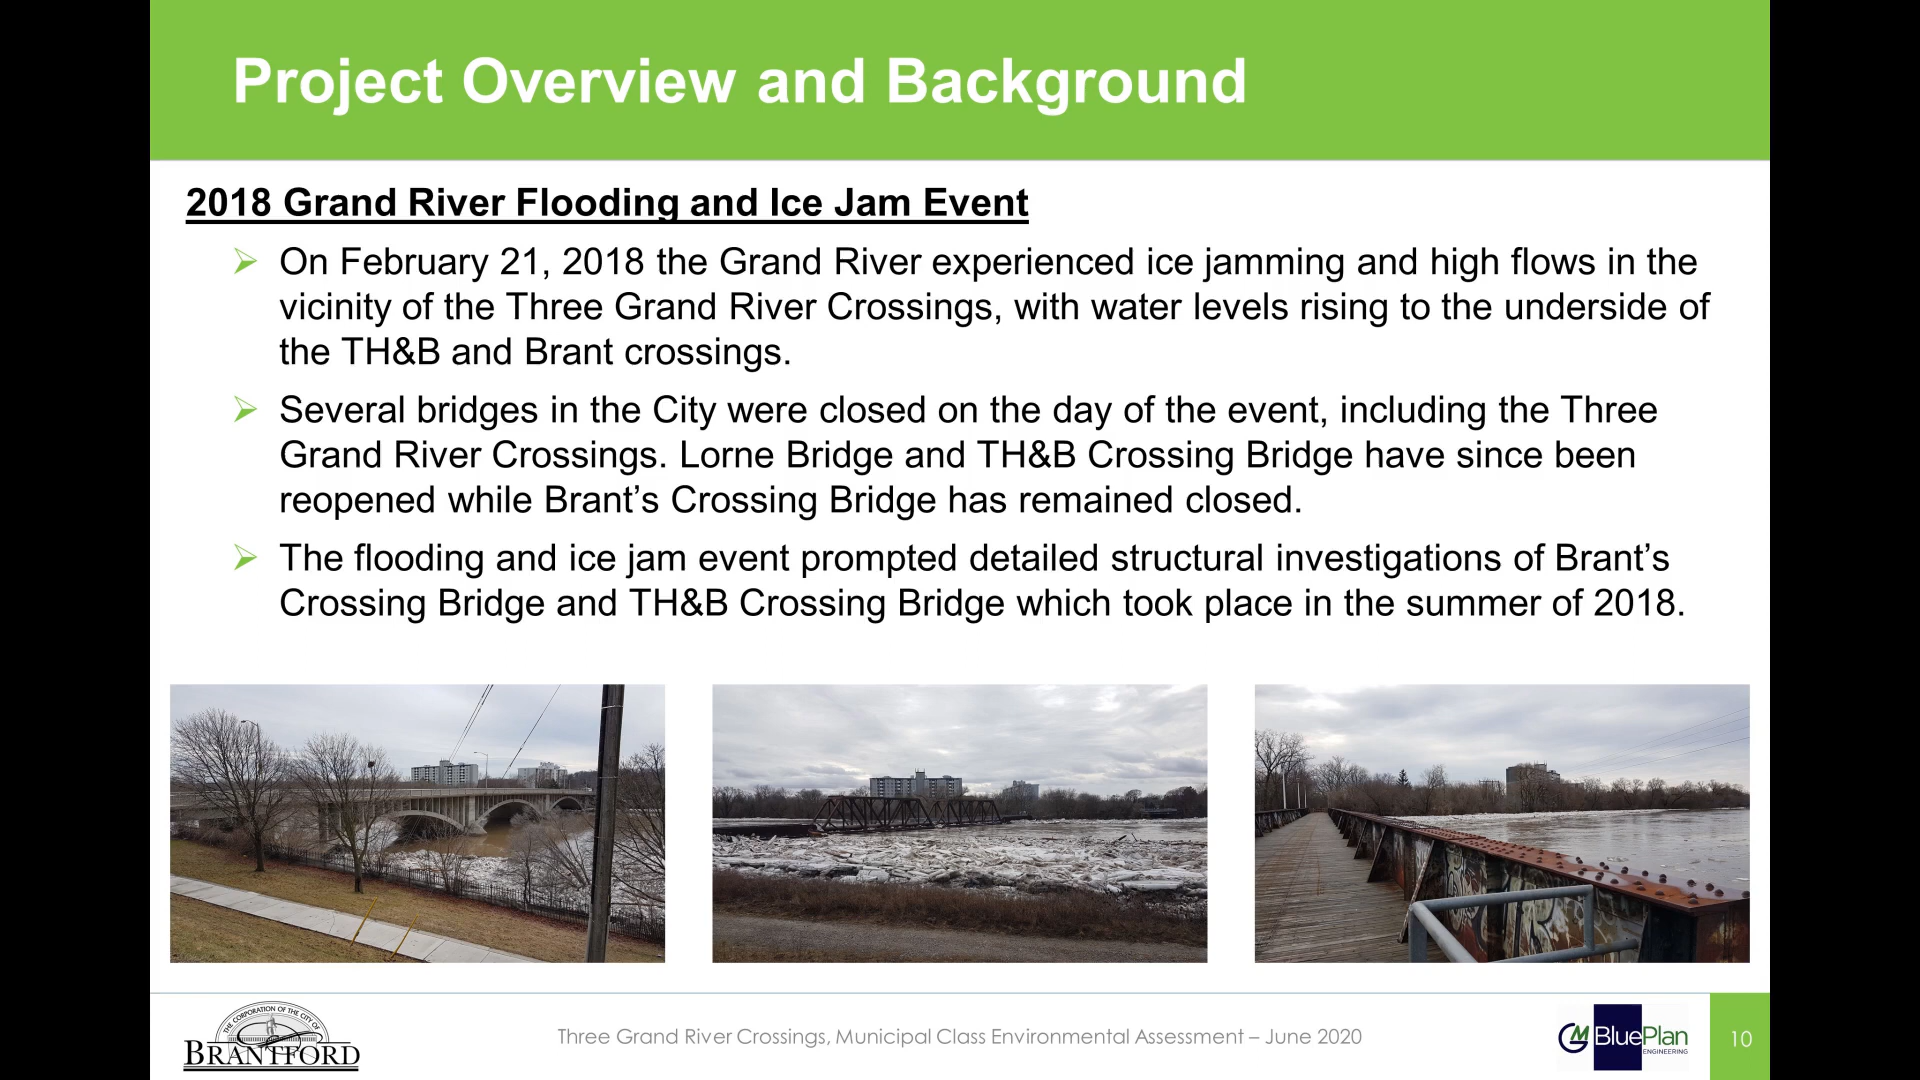 Project Overview and Background
2018 Grand River Flooding and Ice Jam Event
On February 21, 2018 the Grand River experienced ice jamming and high flows in the
vicinity of the Three Grand River Crossings, with water levels rising to the underside of
the TH&B and Brant crossings.
Several bridges in the City were closed on the day of the event, including the Three
Grand River Crossings. Lorne Bridge and TH&B Crossing Bridge have since been
reopened while Brant’s Crossing Bridge has remained closed.
The flooding and ice jam event prompted detailed structural investigations of Brant’s
Crossing Bridge and TH&B Crossing Bridge which took place in the summer of 2018.
THE CORPORATION OF THE CITY OF
BRANTFORD
Three Grand River Crossings, Municipal Class Environmental Assessment – June 2020
GM BluePlan
ENGINEERING
10